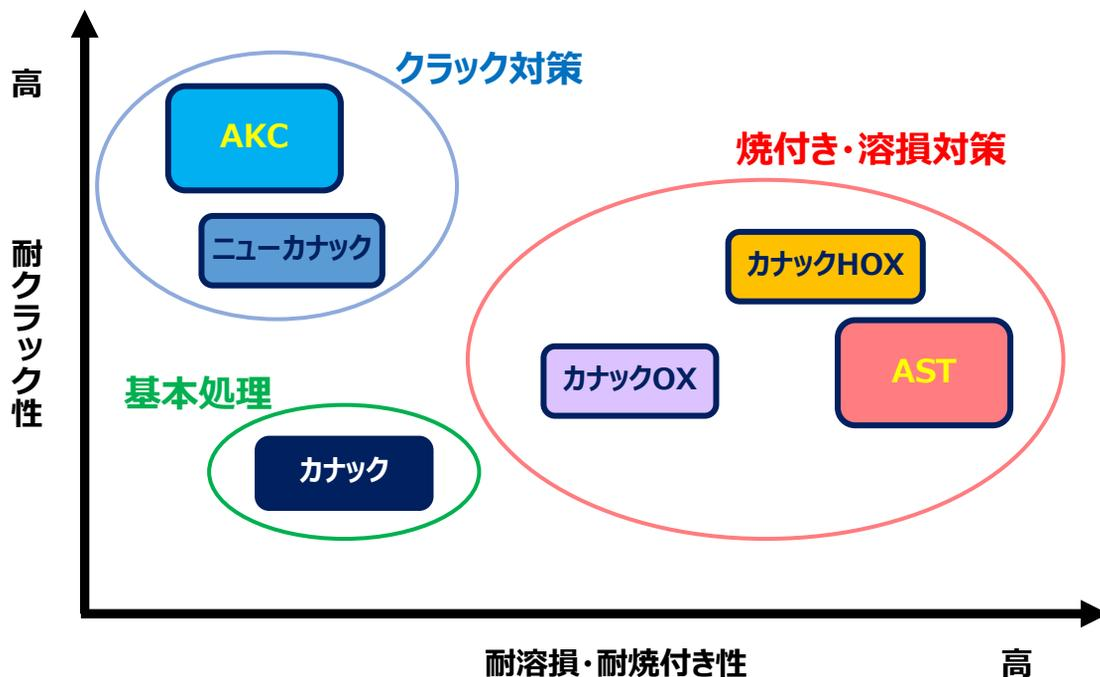 高
クラック対策
AKC
焼付き・溶損対策
ニューカナック
カナックHOX
耐クラック性
カナックOX
AST
基本処理
カナック
耐溶損・耐焼付き性
高